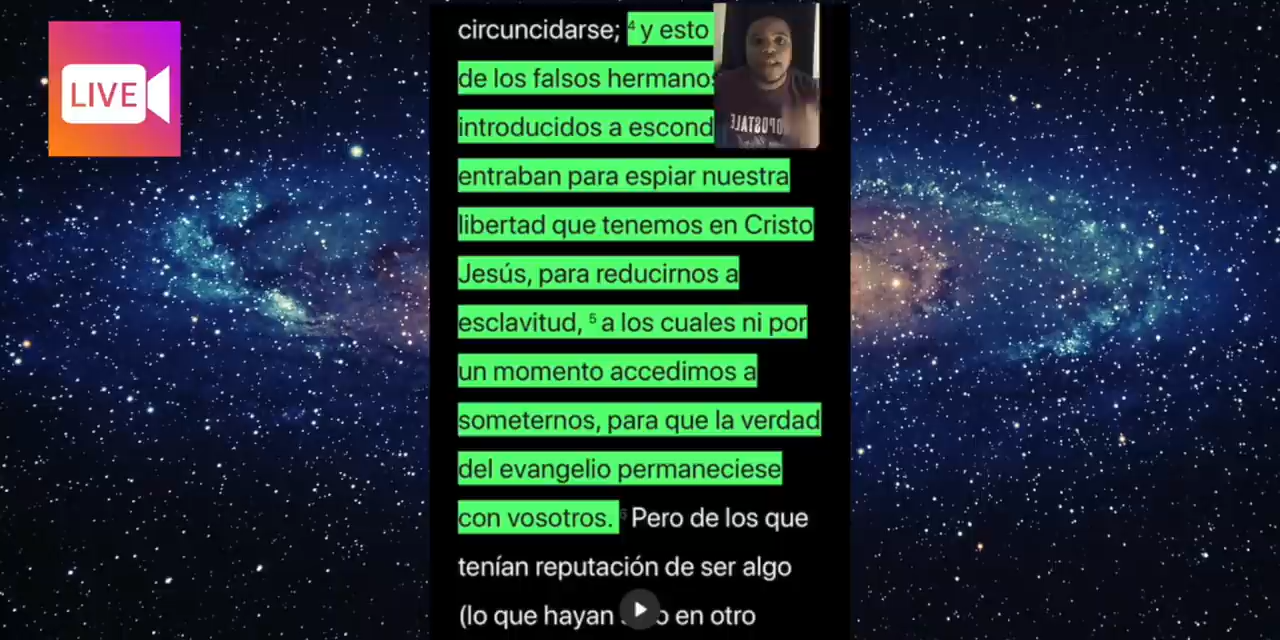 LIVE
circuncidarse; 4 y esto
de los falsos hermanos
introducidos a escond
entraban para espiar nuestra
libertad que tenemos en Cristo
Jesús, para reducirnos a
esclavitud, 5 a los cuales ni por
un momento accedimos a
someternos, para que la verdad
del evangelio permaneciese
con vosotros. 6 Pero de los que
tenían reputación de ser algo
(lo que hayan en otro